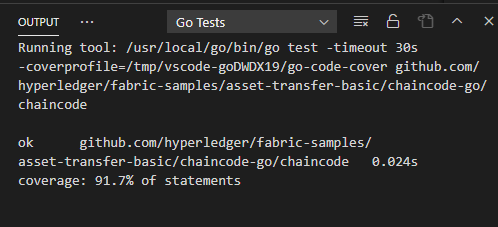 OUTPUT
Go Tests
Running tool: /usr/local/go/bin/go test -timeout 30s
-coverprofile=/tmp/vscode-goDWDX19/go-code-cover github.com/
hyperledger/fabric-samples/asset-transfer-basic/chaincode-go/
chaincode
ok github.com/hyperledger/fabric-samples/
asset-transfer-basic/chaincode-go/chaincode 0.024s
coverage: 91.7% of statements